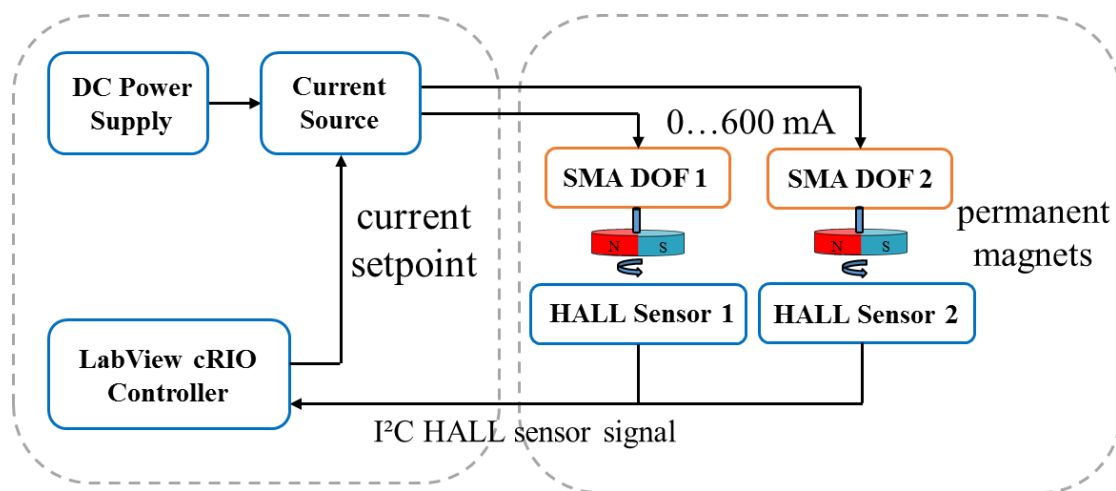 DC Power
Supply
Current
Source
0…600 mA
SMA DOF 1
SMA DOF 2
N
S
N
S
permanent
magnets
current
setpoint
HALL Sensor 1
HALL Sensor 2
LabView cRIO
Controller
I²C HALL sensor signal